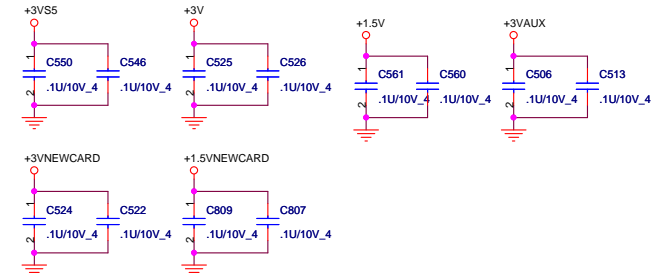 +3VS5 +3V +1.5V +3VAUX
1 C550 C546 1 C525 C526 1 C561 C560 1 C506 C513
2 .1U/10V_4 .1U/10V_4 2 .1U/10V_4 .1U/10V_4 2 .1U/10V_4 .1U/10V_4 2 .1U/10V_4 .1U/10V_4
+3VNEWCARD +1.5VNEWCARD
1 C524 C522 1 C809 C807
2 .1U/10V_4 .1U/10V_4 2 .1U/10V_4 .1U/10V_4